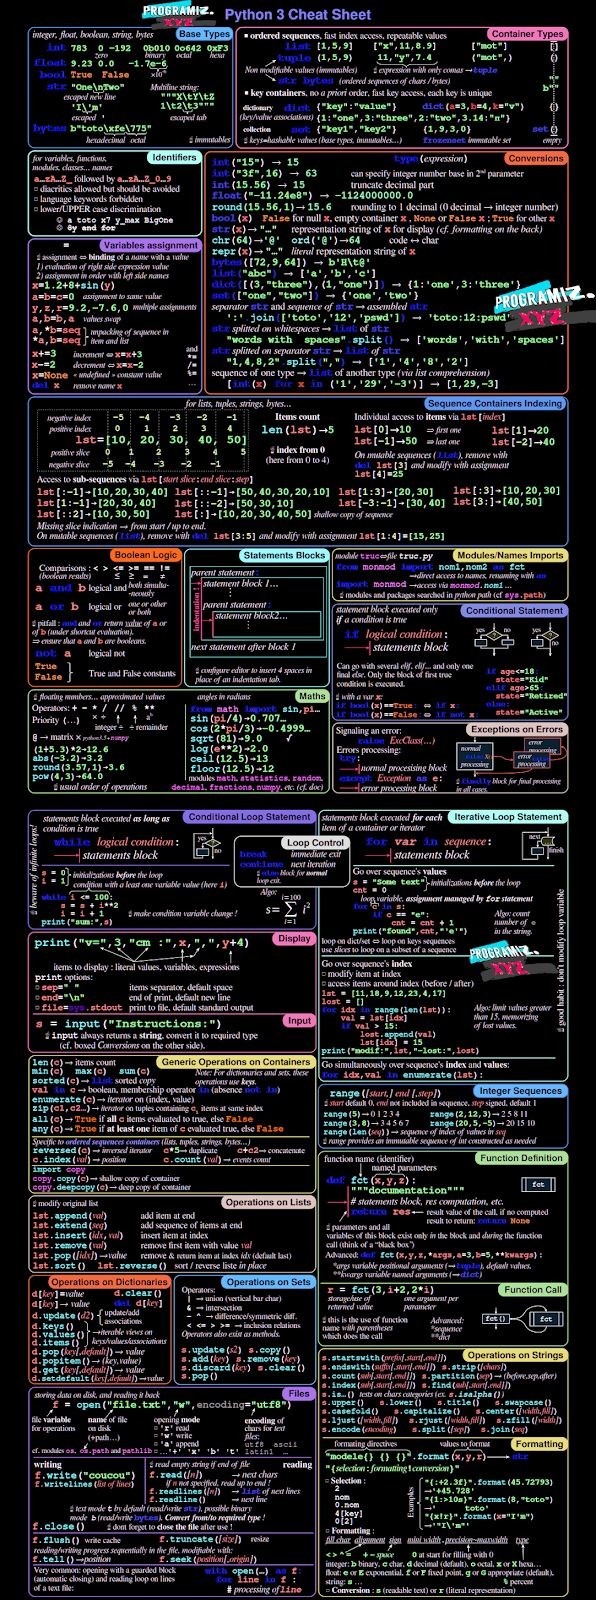 PROGRAMIZ.
XYZ
Python 3 Cheat Sheet
Base Types
integer, float, boolean, string, bytes
int 783 0 -192 0b010 0o642 0xF3
zero binary octal hexa
float 9.23 0.0 -1.7e-6
bool True False
str "One\nTwo"
escaped new line
'I\'m'
escaped '
Multiline string:
"""X\tY\tZ
1\t2\t3"""
escaped tab
bytes b"toto\xfe\775"
hexadecimal octal
immutables
Container Types
ordered sequences, fast index access, repeatable values
list [1,5,9] ["x",11,8.9] ["mot"] []
tuple (1,5,9) 11,"y",7.4 ("mot",) ()
Non modifiable values (immutables) expression with only comas → tuple
str bytes (ordered sequences of chars / bytes)
key containers, no a priori order, fast key access, each key is unique
dictionary dict {"key":"value"} dict(a=3,b=4,k="v") {}
(key/value associations) {1:"one",3:"three",2:"two",3.14:"π"}
collection set {"key1","key2"} {1,9,3,0} set()
keys=hashable values (base types, immutables…) frozenset immutable set empty
Identifiers
for variables, functions,
modules, classes… names
a…zA…Z_ followed by a…zA…Z_0…9
diacritics allowed but should be avoided
language keywords forbidden
lower/UPPER case discrimination
a toto x7 y_max BigOne
8y and for
Conversions
type(expression)
int("15") → 15
int("3f",16) → 63 can specify integer number base in 2nd parameter
int(15.56) → 15 truncate decimal part
float("-11.24e8") → -1124000000.0
round(15.56,1) → 15.6 rounding to 1 decimal (0 decimal → integer number)
bool(x) False for null x, empty container x , None or False x ; True for other x
str(x) → "…" representation string of x for display (cf. formatting on the back)
chr(64)→'@' ord('@')→64 code ↔ char
repr(x) → "…" literal representation string of x
bytes([72,9,64]) → b'H\t@'
list("abc") → ['a','b','c']
dict([(3,"three"),(1,"one")]) → {1:'one',3:'three'}
set(["one","two"]) → {'one','two'}
separator str and sequence of str → assembled str
':'.join(['toto','12','pswd']) → 'toto:12:pswd'
str splitted on whitespaces → list of str
"words with spaces".split() → ['words','with','spaces']
str splitted on separator str → list of str
"1,4,8,2".split(",") → ['1','4','8','2']
sequence of one type → list of another type (via list comprehension)
[int(x) for x in ('1','29','-3')] → [1,29,-3]
Variables assignment
=
assignment ⇔ binding of a name with a value
1) evaluation of right side expression value
2) assignment in order with left side names
x=1.2+8+sin(y)
a=b=c=0 assignment to same value
y,z,r=9.2,-7.6,0 multiple assignments
a,b=b,a values swap
a,*b=seq unpacking of sequence in
*a,b=seq item and list
x+=3 increment ⇔ x=x+3
x-=2 decrement ⇔ x=x-2
x=None « undefined » constant value
del x remove name x
and
*=
/=
%=
…
PROGRAMIZ.
XYZ
Sequence Containers Indexing
for lists, tuples, strings, bytes…
negative index -5 -4 -3 -2 -1
positive index 0 1 2 3 4
lst=[10, 20, 30, 40, 50]
positive slice 0 1 2 3 4 5
negative slice -5 -4 -3 -2 -1
Items count
len(lst)→5
index from 0
(here from 0 to 4)
Individual access to items via lst[index]
lst[0]→10 ⇒ first one lst[1]→20
lst[-1]→50 ⇒ last one lst[-2]→40
On mutable sequences (list), remove with
del lst[3] and modify with assignment
lst[4]=25
Access to sub-sequences via lst[start slice:end slice:step]
lst[:-1]→[10,20,30,40] lst[::-1]→[50,40,30,20,10] lst[1:3]→[20,30] lst[:3]→[10,20,30]
lst[1:-1]→[20,30,40] lst[::-2]→[50,30,10] lst[-3:-1]→[30,40] lst[3:]→[40,50]
lst[::2]→[10,30,50] lst[:]→[10,20,30,40,50] shallow copy of sequence
Missing slice indication → from start / up to end.
On mutable sequences (list), remove with del lst[3:5] and modify with assignment lst[1:4]=[15,25]
Boolean Logic
Comparisons : < > <= >= == !=
(boolean results) ≤ ≥ = ≠
a and b logical and both simulta-
-neously
a or b logical or one or other
or both
pitfall : and and or return value of a or
of b (under shortcut evaluation).
⇒ ensure that a and b are booleans.
not a logical not
True
False
True and False constants
Statements Blocks
parent statement:
statement block 1…
⋮
parent statement:
statement block2…
⋮
next statement after block 1
indentation !
configure editor to insert 4 spaces in
place of an indentation tab.
Modules/Names Imports
module truc⇔file truc.py
from monmod import nom1,nom2 as fct
→direct access to names, renaming with as
import monmod →access via monmod.nom1 …
modules and packages searched in python path (cf sys.path)
Conditional Statement
statement block executed only
if a condition is true
if logical condition:
statements block
Can go with several elif, elif... and only one
final else. Only the block of first true
condition is executed.
with a var x:
if bool(x)==True: ⇔ if x:
if bool(x)==False: ⇔ if not x:
if age<=18:
state="Kid"
elif age>65:
state="Retired"
else:
state="Active"
Maths
floating numbers… approximated values angles in radians
Operators: + - * / // % **
Priority (…)
@ → matrix × python3.5+numpy
(1+5.3)*2→12.6
abs(-3.2)→3.2
round(3.57,1)→3.6
pow(4,3)→64.0
usual order of operations
from math import sin,pi…
sin(pi/4)→0.707…
cos(2*pi/3)→-0.4999…
sqrt(81)→9.0 √
log(e**2)→2.0
ceil(12.5)→13
floor(12.5)→12
modules math, statistics, random,
decimal, fractions, numpy, etc. (cf. doc)
Exceptions on Errors
Signaling an error:
raise ExcClass(…)
Errors processing:
try:
normal processing block
except Exception as e:
error processing block
normal
processing
error
processing
finally block for final processing
in all cases.
Conditional Loop Statement
statements block executed as long as
condition is true
while logical condition:
statements block
yes
no
beware of infinite loops!
s = 0
i = 1
initializations before the loop
condition with a least one variable value (here i)
while i <= 100:
s = s + i**2
i = i + 1
make condition variable change !
print("sum:",s)
Algo:
i=100
s= ∑ i²
i=1
Loop Control
break immediate exit
continue next iteration
else block for normal
loop exit.
Iterative Loop Statement
statements block executed for each
item of a container or iterator
for var in sequence:
statements block
next
finish
Go over sequence's values
s = "Some text" initializations before the loop
cnt = 0
loop variable, assignment managed by for statement
for c in s:
if c == "e":
cnt = cnt + 1
print("found",cnt,"'e'")
Algo: count
number of e
in the string.
loop on dict/set ⇔ loop on keys sequences
use slices to loop on a subset of a sequence
Go over sequence's index
modify item at index
access items around index (before / after)
lst = [11,18,9,12,23,4,17]
lost = []
for idx in range(len(lst)):
val = lst[idx]
if val > 15:
lost.append(val)
lst[idx] = 15
print("modif:",lst,"-lost:",lost)
Algo: limit values greater
than 15, memorizing
of lost values.
Go simultaneously over sequence's index and values:
for idx,val in enumerate(lst):
good habit : don't modify loop variable
PROGRAMIZ.
XYZ
Display
print("v=",3,"cm :",x,",",y+4)
items to display : literal values, variables, expressions
print options:
sep=" " items separator, default space
end="\n" end of print, default new line
file=sys.stdout print to file, default standard output
Input
s = input("Instructions:")
input always returns a string, convert it to required type
(cf. boxed Conversions on the other side).
Generic Operations on Containers
len(c)→ items count
min(c) max(c) sum(c)
sorted(c)→ list sorted copy
Note: For dictionaries and sets, these
operations use keys.
val in c → boolean, membership operator in (absence not in)
enumerate(c)→ iterator on (index, value)
zip(c1,c2…)→ iterator on tuples containing ci items at same index
all(c)→ True if all c items evaluated to true, else False
any(c)→ True if at least one item of c evaluated true, else False
Specific to ordered sequences containers (lists, tuples, strings, bytes…)
reversed(c)→ inversed iterator c*5→ duplicate c+c2→ concatenate
c.index(val)→ position c.count(val)→ events count
import copy
copy.copy(c)→ shallow copy of container
copy.deepcopy(c)→ deep copy of container
Integer Sequences
range([start,] end [,step])
start default 0, end not included in sequence, step signed, default 1
range(5)→ 0 1 2 3 4 range(2,12,3)→ 2 5 8 11
range(3,8)→ 3 4 5 6 7 range(20,5,-5)→ 20 15 10
range(len(seq))→ sequence of index of values in seq
range provides an immutable sequence of int constructed as needed
Operations on Lists
modify original list
lst.append(val) add item at end
lst.extend(seq) add sequence of items at end
lst.insert(idx,val) insert item at index
lst.remove(val) remove first item with value val
lst.pop([idx])→value remove & return item at index idx (default last)
lst.sort() lst.reverse() sort / reverse liste in place
Function Definition
function name (identifier)
named parameters
def fct(x,y,z):
"""documentation"""
# statements block, res computation, etc.
return res ← result value of the call, if no computed
result to return: return None
fct
parameters and all
variables of this block exist only in the block and during the function
call (think of a "black box")
Advanced: def fct(x,y,z,*args,a=3,b=5,**kwargs):
*args variable positional arguments (→tuple), default values,
**kwargs variable named arguments (→dict)
Operations on Dictionaries
d[key]=value d.clear()
d[key]→ value del d[key]
d.update(d2) update/add
associations
d.keys()
d.values()
d.items()
→iterable views on
keys/values/associations
d.pop(key[,default])→ value
d.popitem()→ (key,value)
d.get(key[,default])→ value
d.setdefault(key[,default])→value
Operations on Sets
Operators:
| → union (vertical bar char)
& → intersection
- ^ → difference/symmetric diff.
< <= > >= → inclusion relations
Operators also exist as methods.
s.update(s2) s.copy()
s.add(key) s.remove(key)
s.discard(key) s.clear()
s.pop()
Function Call
r = fct(3,i+2,2*i)
storage/use of
returned value
one argument per
parameter
this is the use of function
name with parentheses
which does the call
Advanced:
*sequence
**dict
fct()
fct
Operations on Strings
s.startswith(prefix[,start[,end]])
s.endswith(suffix[,start[,end]]) s.strip([chars])
s.count(sub[,start[,end]]) s.partition(sep)→ (before,sep,after)
s.index(sub[,start[,end]]) s.find(sub[,start[,end]])
s.is…() tests on chars categories (ex. s.isalpha())
s.upper() s.lower() s.title() s.swapcase()
s.casefold() s.capitalize() s.center([width,fill])
s.ljust([width,fill]) s.rjust([width,fill]) s.zfill([width])
s.encode(encoding) s.split([sep]) s.join(seq)
Files
storing data on disk, and reading it back
f = open("file.txt","w",encoding="utf8")
file variable
for operations
name of file
on disk
(+path…)
opening mode
'r' read
'w' write
'a' append
…'+' 'x' 'b' 't'
encoding of
chars for text
files:
utf8 ascii
latin1 …
cf. modules os, os.path and pathlib
writing
f.write("coucou")
f.writelines(list of lines)
read empty string if end of file reading
f.read([n]) → next chars
if n not specified, read up to end !
f.readlines([n]) → list of next lines
f.readline() → next line
text mode t by default (read/write str), possible binary
mode b (read/write bytes). Convert from/to required type !
f.close() dont forget to close the file after use !
f.flush() write cache f.truncate([size]) resize
reading/writing progress sequentially in the file, modifiable with:
f.tell()→position f.seek(position[,origin])
Very common: opening with a guarded block
(automatic closing) and reading loop on lines
of a text file:
with open(…) as f:
for line in f :
# processing of line
Formatting
formating directives values to format
"modele{} {} {}".format(x,y,r) → str
"{selection:formatting!conversion}"
Selection :
2
nom
0.nom
4[key]
0[2]
Examples
"{:+2.3f}".format(45.72793)
→'+45.728'
"{1:>10s}".format(8,"toto")
→' toto'
"{x!r}".format(x="I'm")
→'"I\'m"'
Formatting :
fill char alignment sign mini width.precision~maxwidth type
< > ^ = + - space 0 at start for filling with 0
integer: b binary, c char, d decimal (default), o octal, x or X hexa…
float: e or E exponential, f or F fixed point, g or G appropriate (default),
string: s … % percent
Conversion : s (readable text) or r (literal representation)